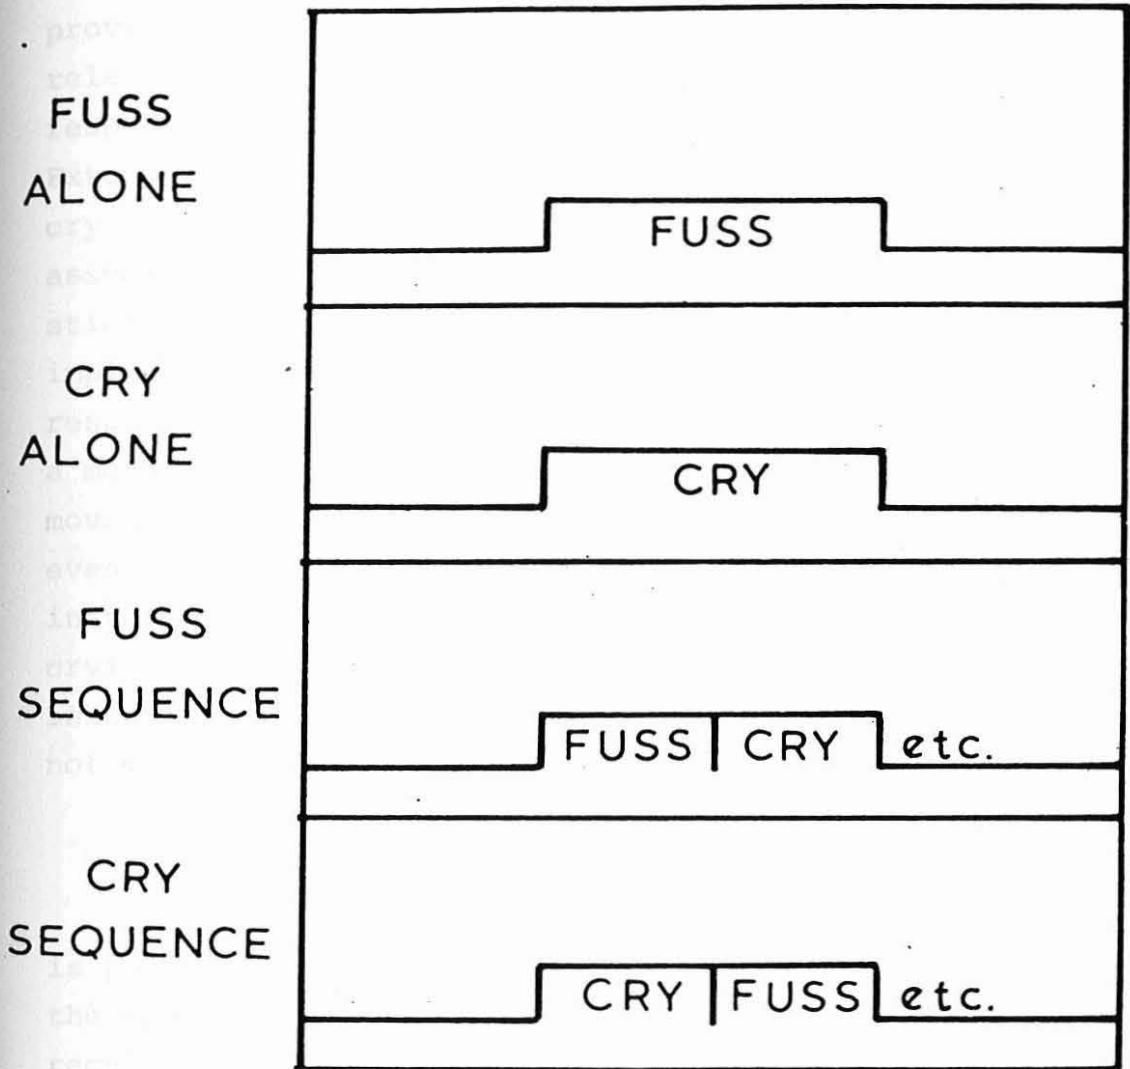 FUSS
ALONE
FUSS
CRY
ALONE
CRY
FUSS
SEQUENCE
FUSS CRY etc.
CRY
SEQUENCE
CRY FUSS etc.